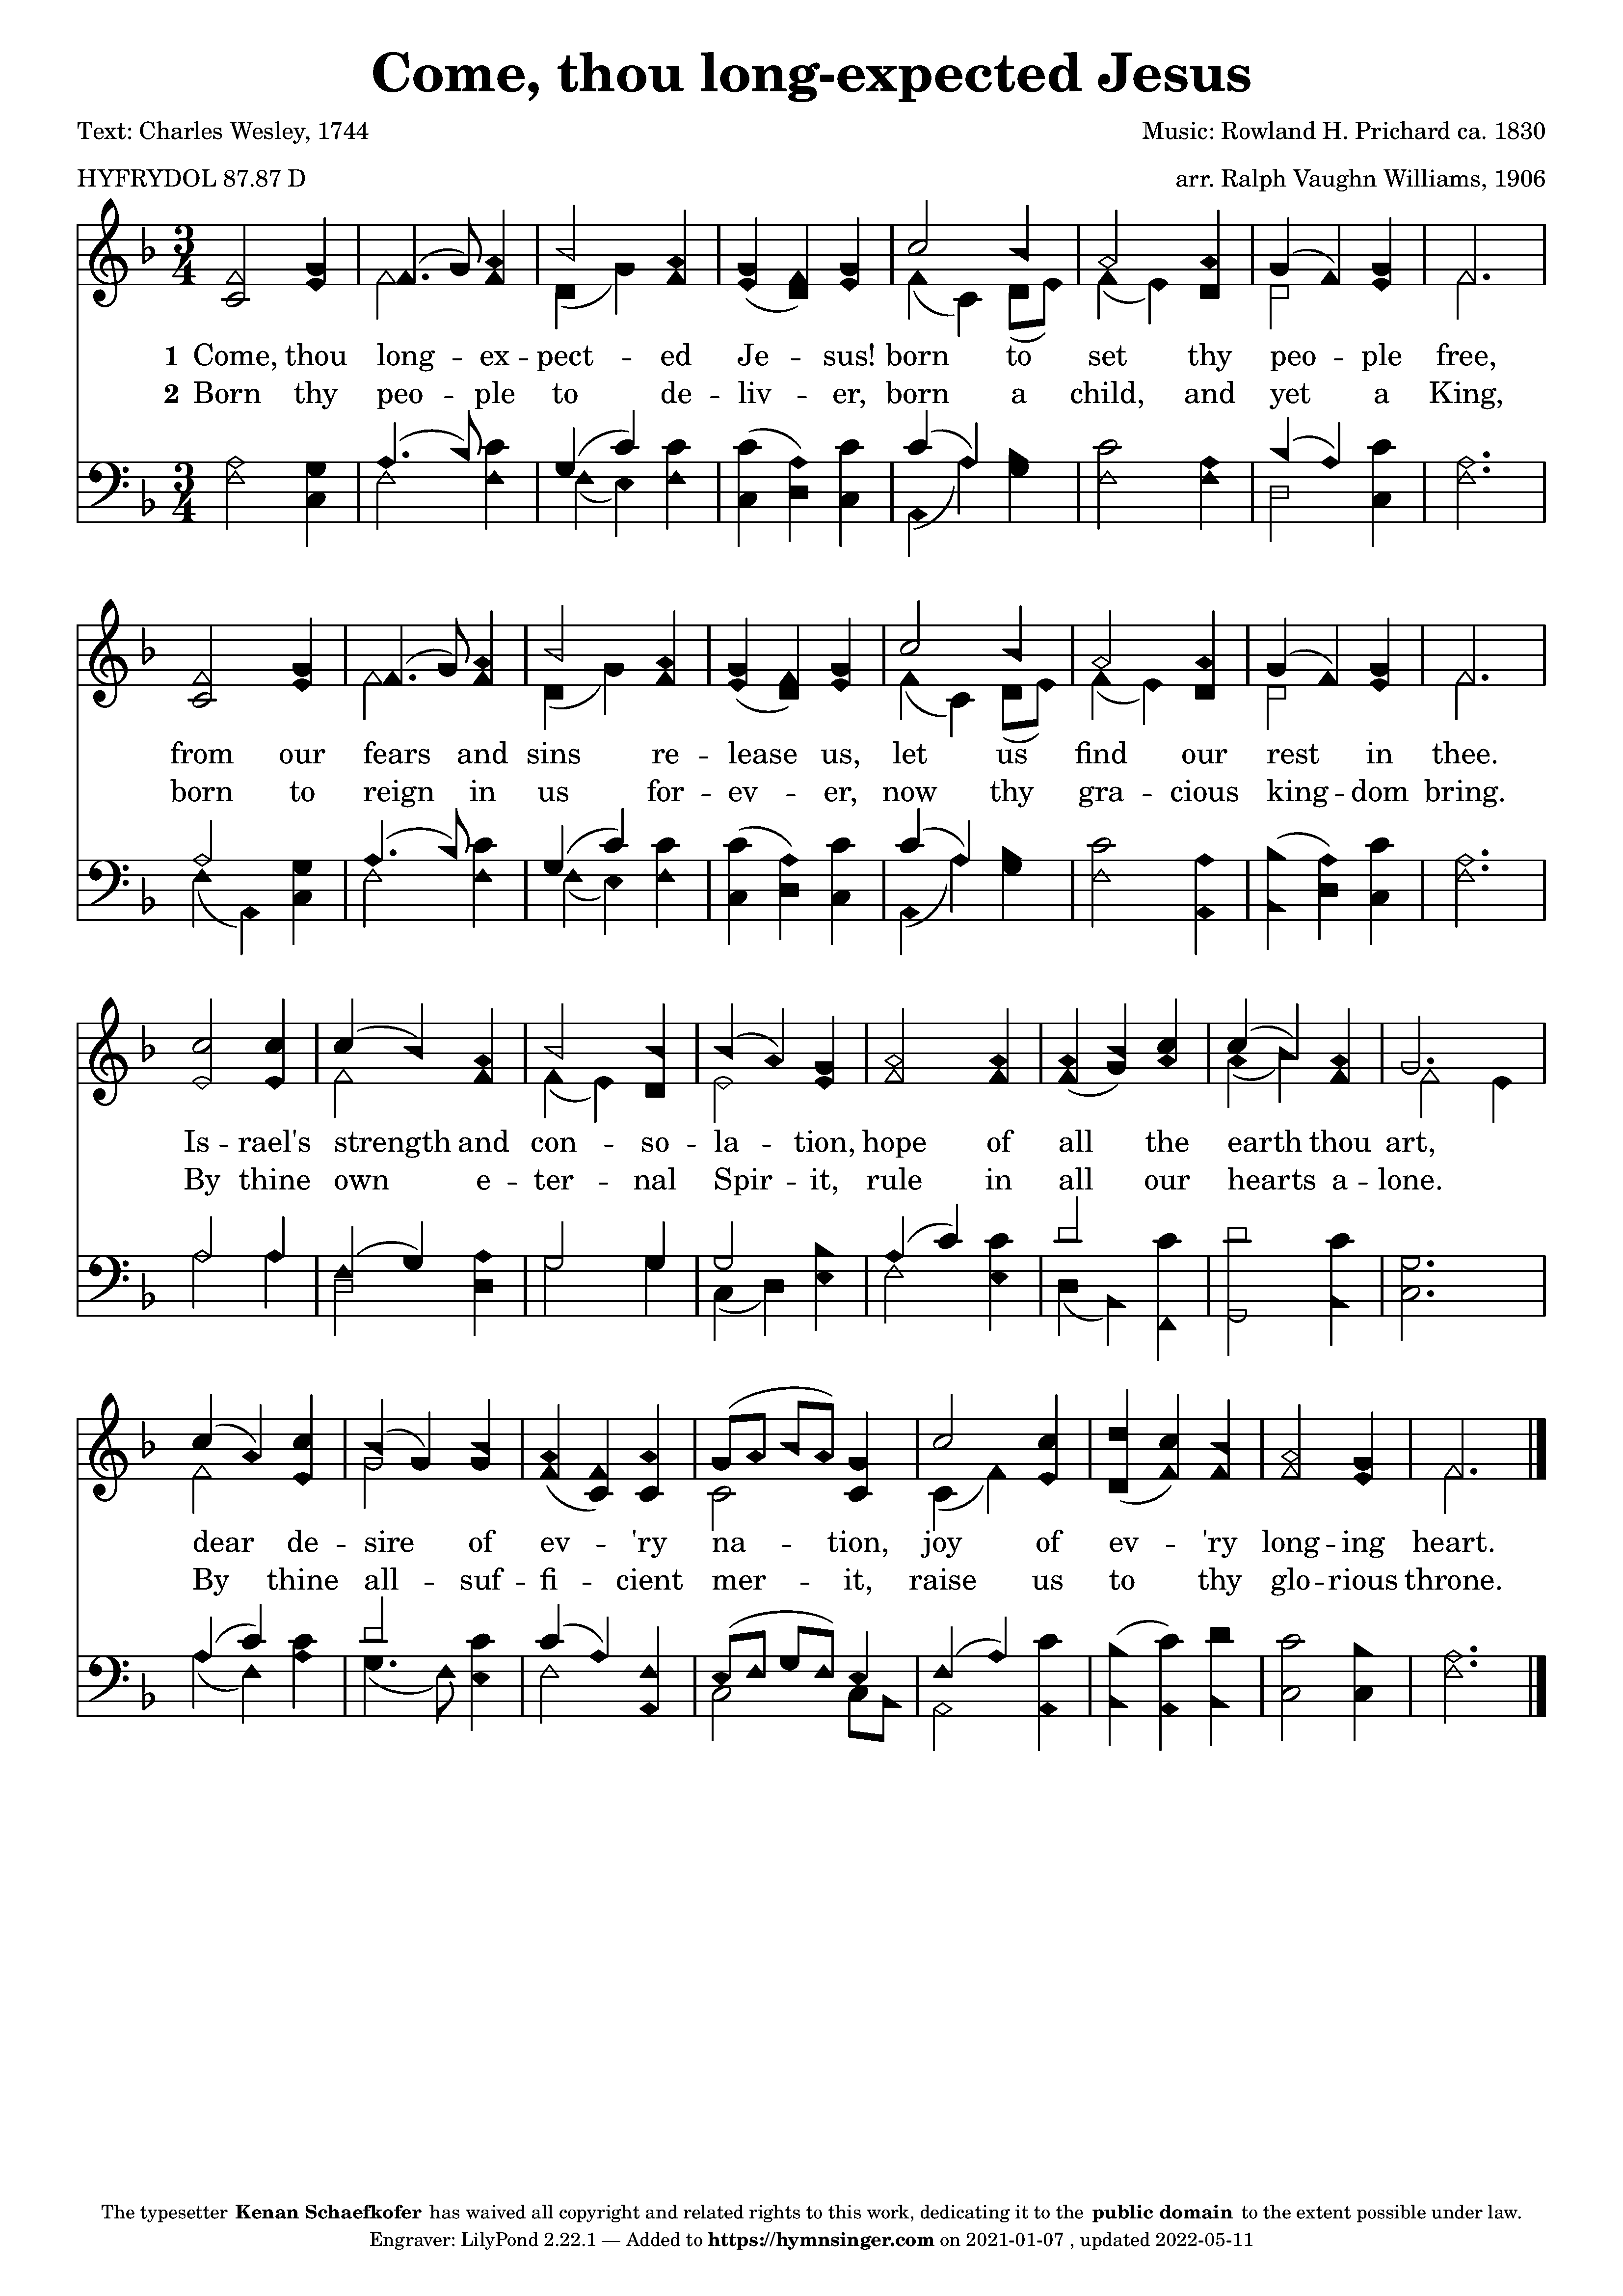 Come, thou long-expected Jesus
Text: Charles Wesley, 1744
Music: Rowland H. Prichard ca. 1830
HYFRYDOL 87.87 D
arr. Ralph Vaughn Williams, 1906
3 4
1 Come, thou long - ex - pect - ed Je - sus! born to set thy peo - ple free,
2 Born thy peo - ple to de - liv - er, born a child, and yet a King,
3 4
from our fears and sins re - lease us, let us find our rest in thee.
born to reign in us for - ev - er, now thy gra - cious king - dom bring.
Is - rael's strength and con - so - la - tion, hope of all the earth thou art,
By thine own e - ter - nal Spir - it, rule in all our hearts a - lone.
dear de - sire of ev - 'ry na - tion, joy of ev - 'ry long - ing heart.
By thine all - suf - fi - cient mer - it, raise us to thy glo - rious throne.
The typesetter Kenan Schaefkofer has waived all copyright and related rights to this work, dedicating it to the public domain to the extent possible under law.
Engraver: LilyPond 2.22.1 — Added to https://hymnsinger.com on 2021-01-07 , updated 2022-05-11